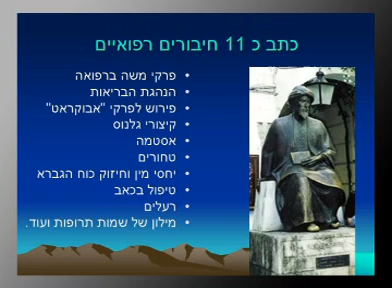 כתב כ 11 חיבורים רפואיים
• פרקי משה ברפואה
• הנהגת הבריאות
• פירוש לפרקי "אבוקראט"
• קיצורי גלנוס
• אסטמה
• טחורים
• יחסי מין וחיזוק כוח הגברא
• טיפול בכאב
• רעלים
• מילון של שמות תרופות ועוד.